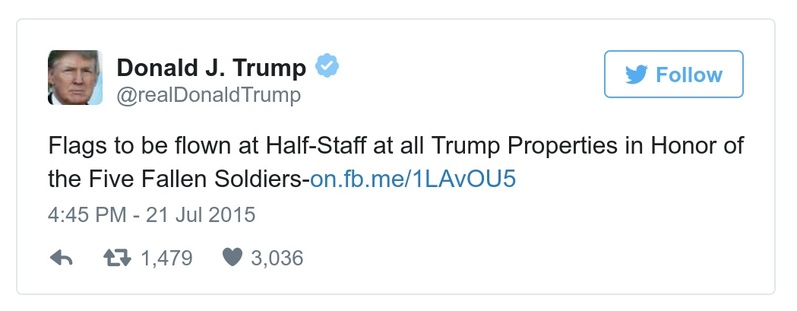 Donald J. Trump
@realDonaldTrump
Follow
Flags to be flown at Half-Staff at all Trump Properties in Honor of
the Five Fallen Soldiers-on.fb.me/1LAvOU5
4:45 PM - 21 Jul 2015
1,479 3,036